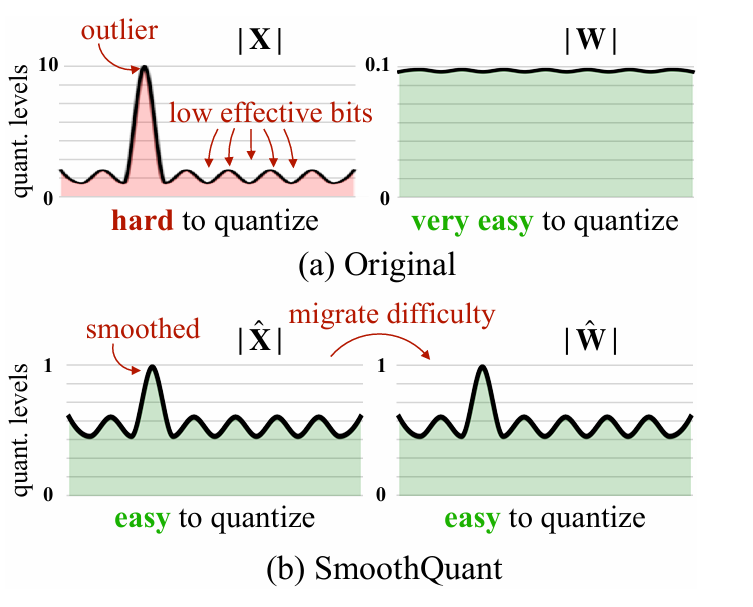 outlier
|X|
|W|
10
0.1
low effective bits
quant. levels
0
0
hard to quantize
very easy to quantize
(a) Original
migrate difficulty
smoothed
|X̂|
|Ŵ|
1
1
quant. levels
0
0
easy to quantize
easy to quantize
(b) SmoothQuant